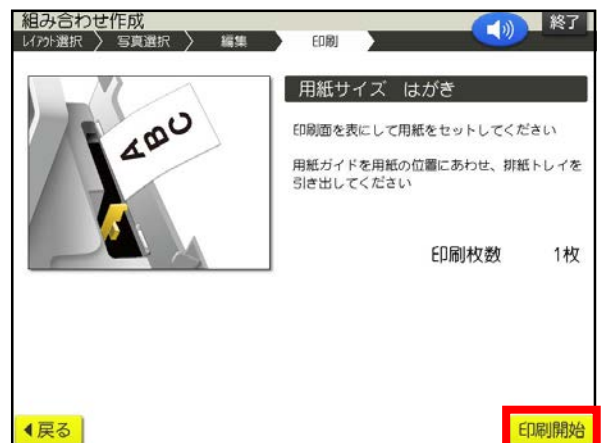 組み合わせ作成
終了
ﾚｲｱｳﾄ選択 〉 写真選択 〉 編集 印刷
用紙サイズ はがき
ABC
印刷面を表にして用紙をセットしてください
用紙ガイドを用紙の位置にあわせ、排紙トレイを
引き出してください
印刷枚数 1枚
戻る
印刷開始